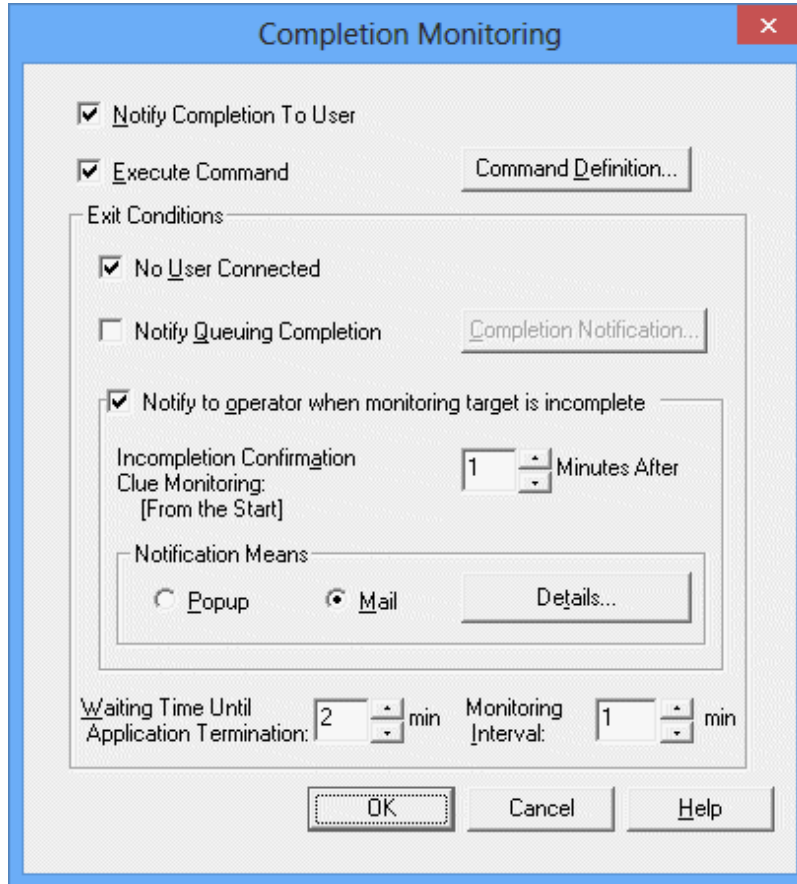 Completion Monitoring
Notify Completion To User
Execute Command
Command Definition...
Exit Conditions
No User Connected
Notify Queuing Completion
Completion Notification...
Notify to operator when monitoring target is incomplete
Incompletion Confirmation
Clue Monitoring:
[From the Start]
1
Minutes After
Notification Means
Popup
Mail
Details...
Waiting Time Until
Application Termination:
2
min
Monitoring
Interval:
1
min
OK
Cancel
Help